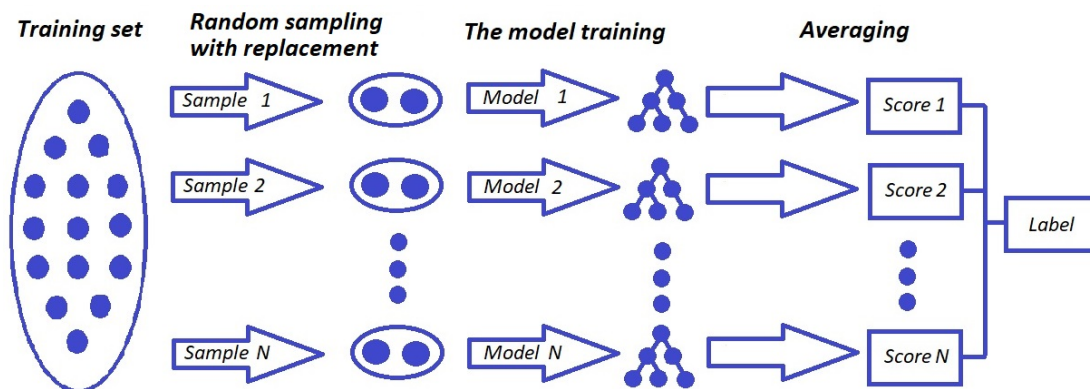 Training set
Random sampling
with replacement
The model training
Averaging
Sample 1
Model 1
Score 1
Sample 2
Model 2
Score 2
Label
Sample N
Model N
Score N